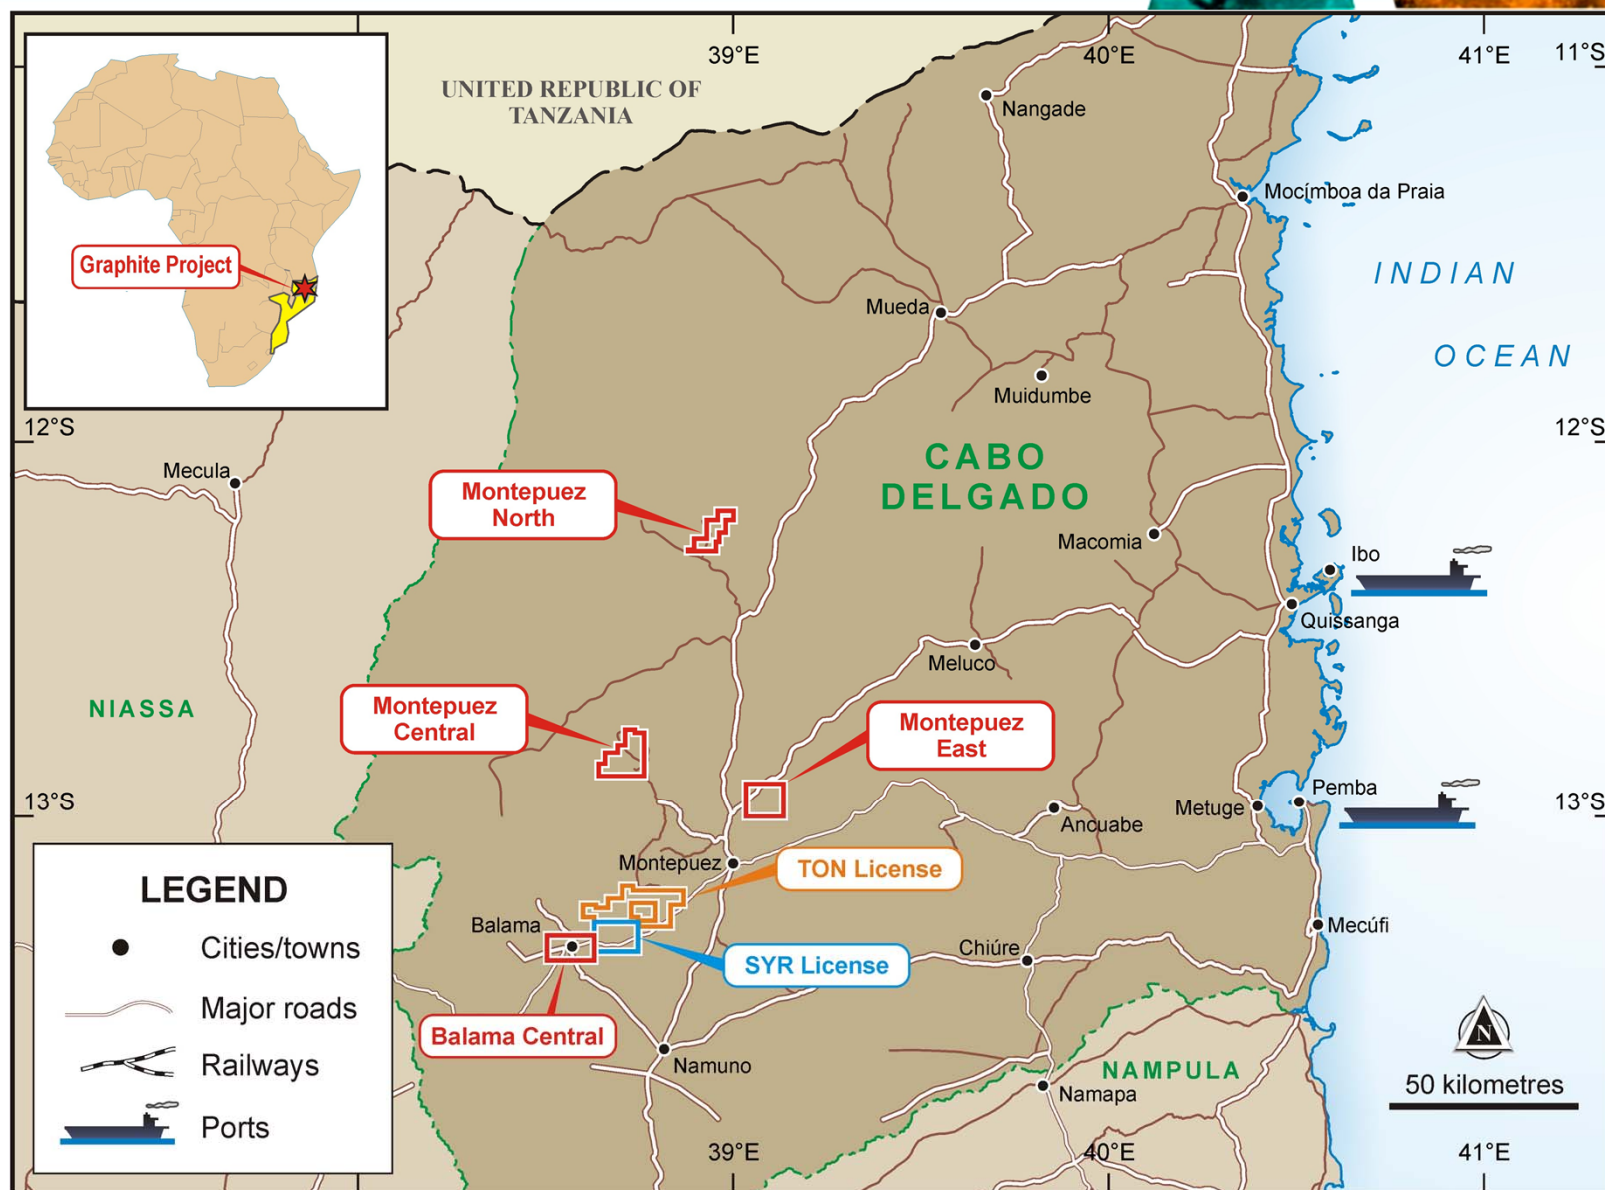 39°E
40°E
41°E
11°S
UNITED REPUBLIC OF
TANZANIA
Nangade
Mocímboa da Praia
Graphite Project
INDIAN
OCEAN
Mueda
Muidumbe
12°S
12°S
CABO
DELGADO
Mecula
Montepuez
North
Macomia
Ibo
Quissanga
Meluco
NIASSA
Montepuez
Central
Montepuez
East
13°S
13°S
Pemba
Metuge
Ancuabe
Montepuez
TON License
LEGEND
Cities/towns
Major roads
Railways
Ports
Balama
Mecúfi
Chiúre
SYR License
Balama Central
Namuno
NAMPULA
Namapa
N
50 kilometres
39°E
40°E
41°E